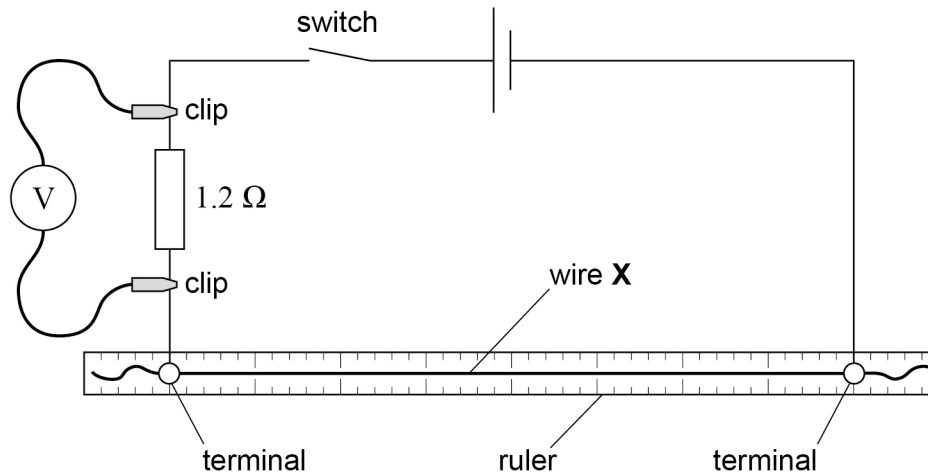 switch
clip
V
1.2 Ω
clip
wire X
terminal
ruler
terminal